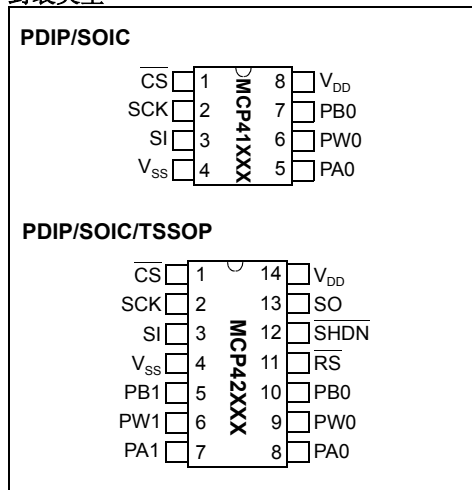 PDIP/SOIC
CS 1 8 VDD
SCK 2 7 PB0
SI 3 6 PW0
VSS 4 5 PA0
MCP41XXX
PDIP/SOIC/TSSOP
CS 1 14 VDD
SCK 2 13 SO
SI 3 12 SHDN
VSS 4 11 RS
PB1 5 10 PB0
PW1 6 9 PW0
PA1 7 8 PA0
MCP42XXX